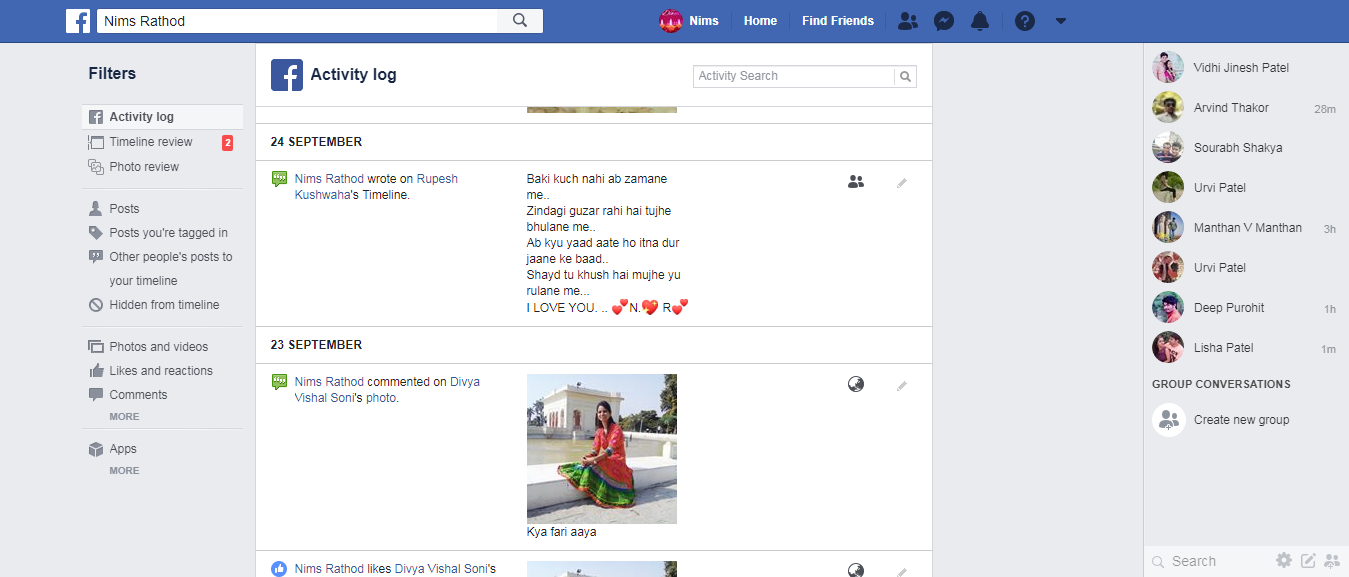 Nims Rathod
Nims
Home
Find Friends
Filters
Activity log
Timeline review
2
Photo review
Posts
Posts you're tagged in
Other people's posts to
your timeline
Hidden from timeline
Photos and videos
Likes and reactions
Comments
MORE
Apps
MORE
Activity log
Activity Search
24 SEPTEMBER
Nims Rathod wrote on Rupesh
Kushwaha's Timeline.
Baki kuch nahi ab zamane
me..
Zindagi guzar rahi hai tujhe
bhulane me..
Ab kyu yaad aate ho itna dur
jaane ke baad..
Shayd tu khush hai mujhe yu
rulane me...
I LOVE YOU. .. 💕N.💖 R💕
23 SEPTEMBER
Nims Rathod commented on Divya
Vishal Soni's photo.
Kya fari aaya
Nims Rathod likes Divya Vishal Soni's
Vidhi Jinesh Patel
Arvind Thakor 28m
Sourabh Shakya
Urvi Patel
Manthan V Manthan 3h
Urvi Patel
Deep Purohit 1h
Lisha Patel 1m
GROUP CONVERSATIONS
Create new group
Search